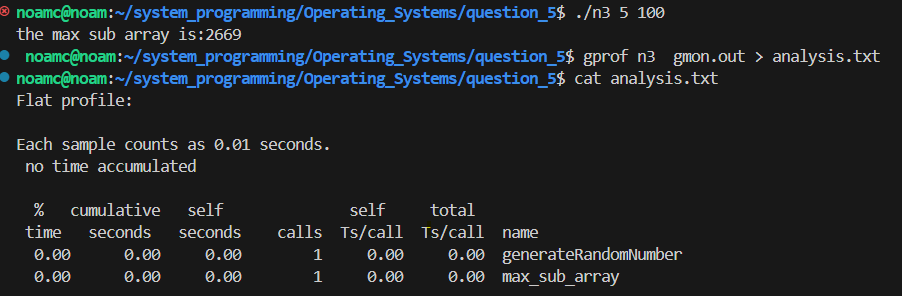 noamc@noam:~/system_programming/Operating_Systems/question_5$ ./n3 5 100
the max sub array is:2669
noamc@noam:~/system_programming/Operating_Systems/question_5$ gprof n3  gmon.out > analysis.txt
noamc@noam:~/system_programming/Operating_Systems/question_5$ cat analysis.txt
Flat profile:

Each sample counts as 0.01 seconds.
 no time accumulated

  %   cumulative   self              self     total
 time   seconds   seconds    calls  Ts/call  Ts/call  name
  0.00      0.00     0.00        1     0.00     0.00  generateRandomNumber
  0.00      0.00     0.00        1     0.00     0.00  max_sub_array